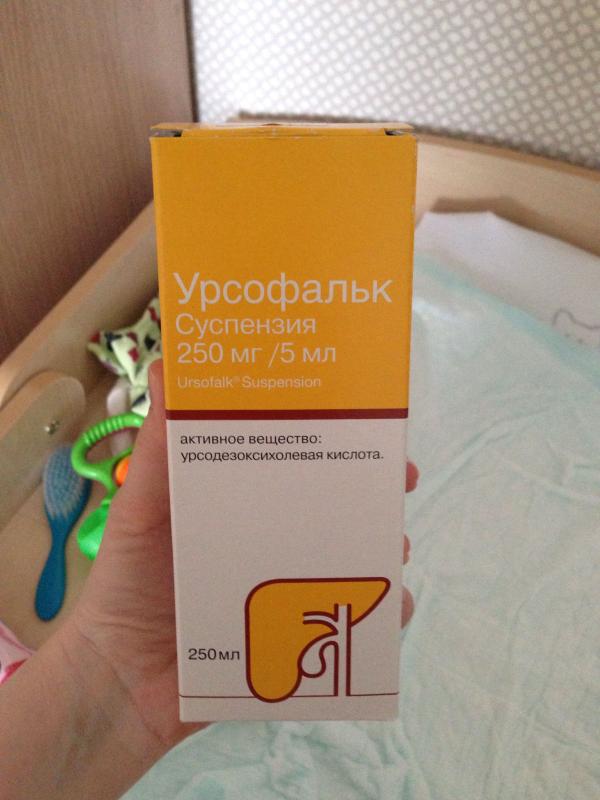 Урсофальк
Суспензия
250 мг /5 мл
Ursofalk® Suspension
активное вещество:
урсодезоксихолевая кислота.
250мл